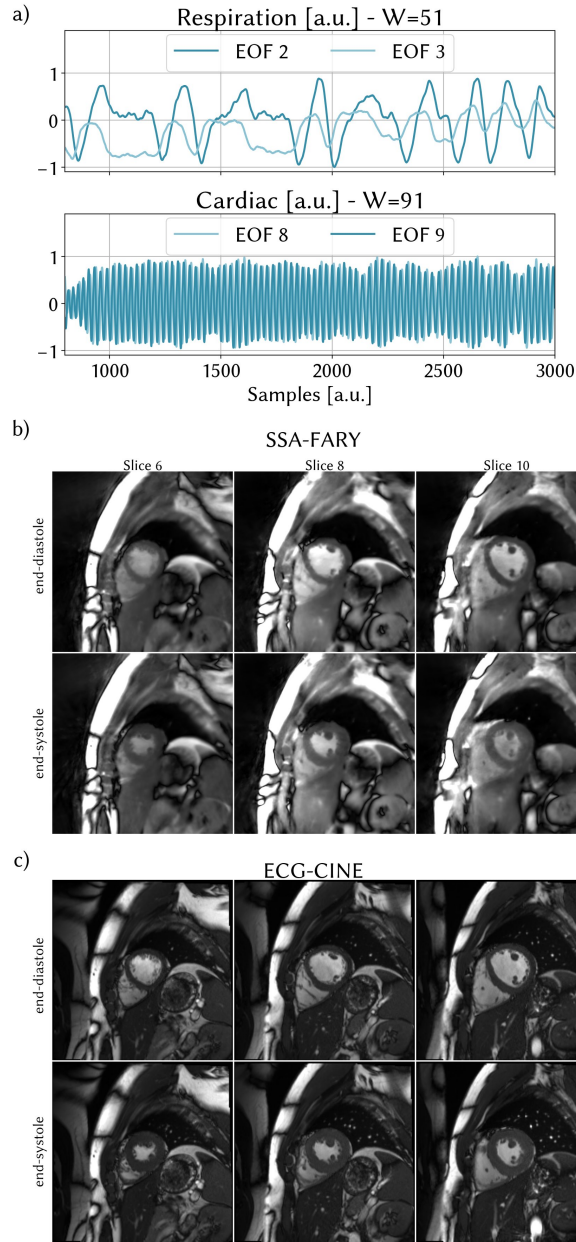 a)
Respiration [a.u.] - W=51
EOF 2
EOF 3
1
0
−1
Cardiac [a.u.] - W=91
EOF 8
EOF 9
1
0
−1
1000
1500
2000
2500
3000
Samples [a.u.]
b)
SSA-FARY
Slice 6
Slice 8
Slice 10
end-diastole
end-systole
c)
ECG-CINE
end-diastole
end-systole